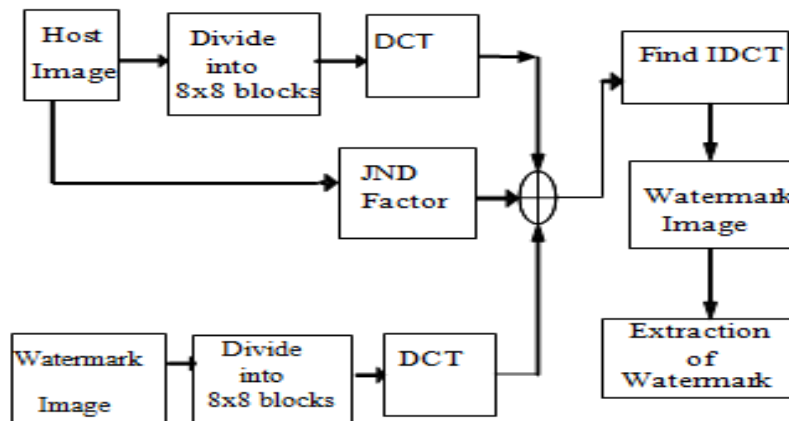 Host
Image
Divide
into
8x8 blocks
DCT
Find IDCT
JND
Factor
Watermark
Image
Watermark
Image
Divide
into
8x8 blocks
DCT
Extraction
of
Watermark